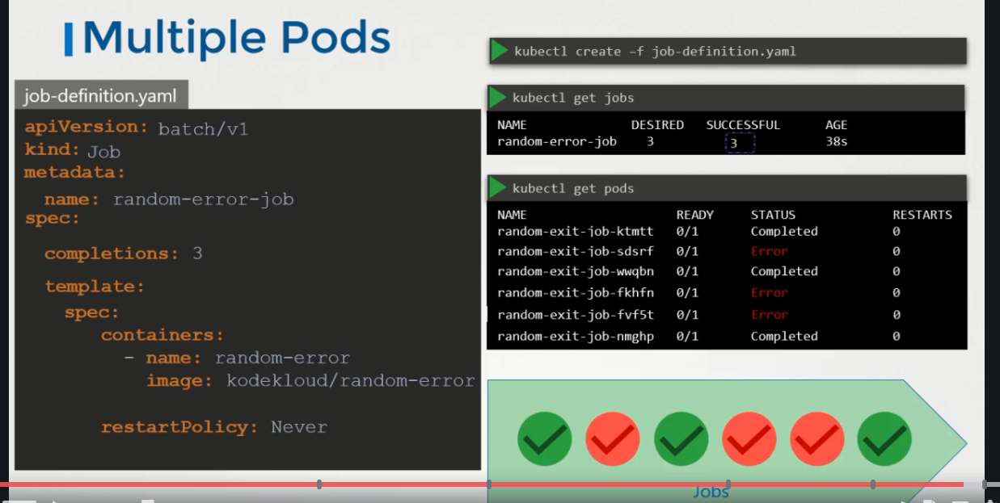 Multiple Pods
job-definition.yaml
apiVersion: batch/v1
kind: Job
metadata:
name: random-error-job
spec:
completions: 3
template:
spec:
containers:
- name: random-error
image: kodekloud/random-error
restartPolicy: Never
kubectl create –f job-definition.yaml
kubectl get jobs
NAME DESIRED SUCCESSFUL AGE
random-error-job 3 3 38s
kubectl get pods
NAME READY STATUS RESTARTS
random-exit-job-ktmtt 0/1 Completed 0
random-exit-job-sdsrf 0/1 Error 0
random-exit-job-wwqbn 0/1 Completed 0
random-exit-job-fkhfn 0/1 Error 0
random-exit-job-fvf5t 0/1 Error 0
random-exit-job-nmghp 0/1 Completed 0
Jobs